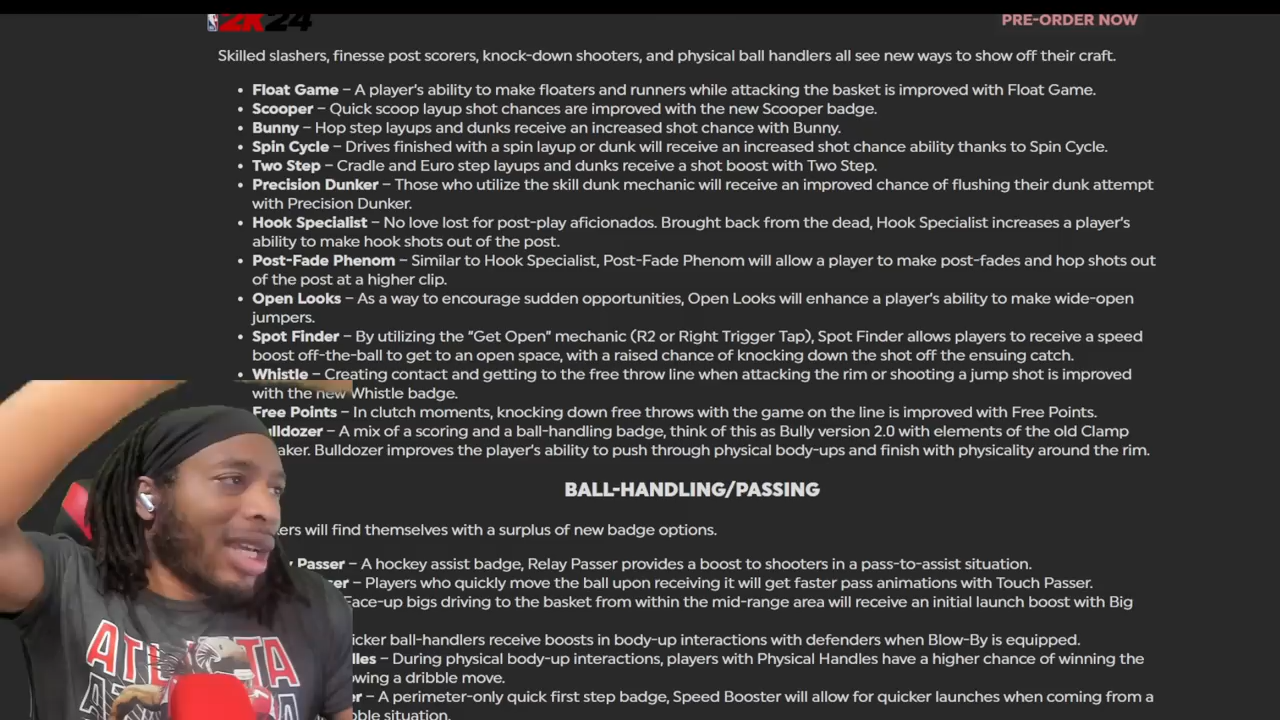 2K24
PRE-ORDER NOW
Skilled slashers, finesse post scorers, knock-down shooters, and physical ball handlers all see new ways to show off their craft.
• Float Game – A player's ability to make floaters and runners while attacking the basket is improved with Float Game.
• Scooper – Quick scoop layup shot chances are improved with the new Scooper badge.
• Bunny – Hop step layups and dunks receive an increased shot chance with Bunny.
• Spin Cycle – Drives finished with a spin layup or dunk will receive an increased shot chance ability thanks to Spin Cycle.
• Two Step – Cradle and Euro step layups and dunks receive a shot boost with Two Step.
• Precision Dunker – Those who utilize the skill dunk mechanic will receive an improved chance of flushing their dunk attempt
with Precision Dunker.
• Hook Specialist – No love lost for post-play aficionados. Brought back from the dead, Hook Specialist increases a player's
ability to make hook shots out of the post.
• Post-Fade Phenom – Similar to Hook Specialist, Post-Fade Phenom will allow a player to make post-fades and hop shots out
of the post at a higher clip.
• Open Looks – As a way to encourage sudden opportunities, Open Looks will enhance a player's ability to make wide-open
jumpers.
• Spot Finder – By utilizing the "Get Open" mechanic (R2 or Right Trigger Tap), Spot Finder allows players to receive a speed
boost off-the-ball to get to an open space, with a raised chance of knocking down the shot off the ensuing catch.
• Whistle – Creating contact and getting to the free throw line when attacking the rim or shooting a jump shot is improved
with the new Whistle badge.
Free Points – In clutch moments, knocking down free throws with the game on the line is improved with Free Points.
ulldozer – A mix of a scoring and a ball-handling badge, think of this as Bully version 2.0 with elements of the old Clamp
aker. Bulldozer improves the player's ability to push through physical body-ups and finish with physicality around the rim.
BALL-HANDLING/PASSING
ers will find themselves with a surplus of new badge options.
y Passer – A hockey assist badge, Relay Passer provides a boost to shooters in a pass-to-assist situation.
ser – Players who quickly move the ball upon receiving it will get faster pass animations with Touch Passer.
Face-up bigs driving to the basket from within the mid-range area will receive an initial launch boost with Big
icker ball-handlers receive boosts in body-up interactions with defenders when Blow-By is equipped.
lles – During physical body-up interactions, players with Physical Handles have a higher chance of winning the
owing a dribble move.
er – A perimeter-only quick first step badge, Speed Booster will allow for quicker launches when coming from a
bble situation.
ATLANTA